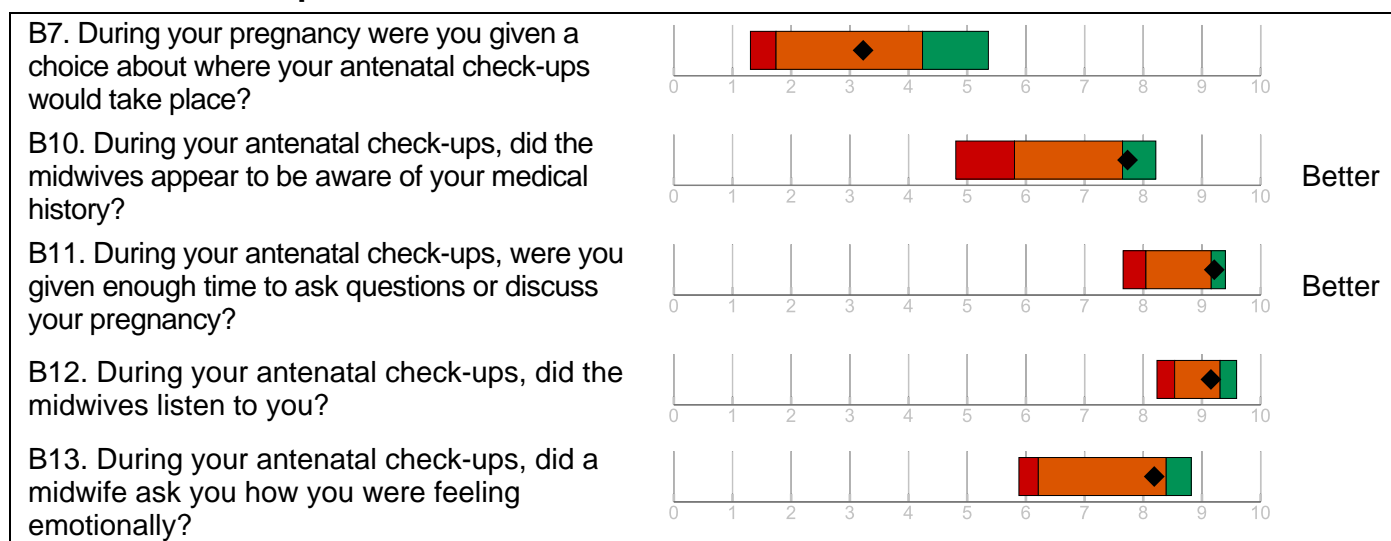 B7. During your pregnancy were you given a
choice about where your antenatal check-ups
would take place?
0 1 2 3 4 5 6 7 8 9 10
B10. During your antenatal check-ups, did the
midwives appear to be aware of your medical
history?
0 1 2 3 4 5 6 7 8 9 10
Better
B11. During your antenatal check-ups, were you
given enough time to ask questions or discuss
your pregnancy?
0 1 2 3 4 5 6 7 8 9 10
Better
B12. During your antenatal check-ups, did the
midwives listen to you?
0 1 2 3 4 5 6 7 8 9 10
B13. During your antenatal check-ups, did a
midwife ask you how you were feeling
emotionally?
0 1 2 3 4 5 6 7 8 9 10